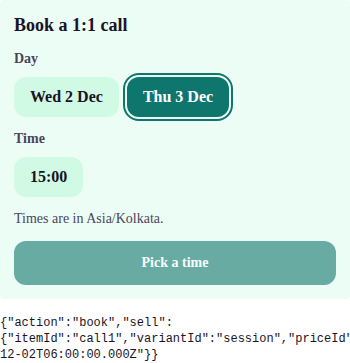 Book a 1:1 call
Day
Wed 2 Dec
Thu 3 Dec
Time
15:00
Times are in Asia/Kolkata.
Pick a time
{"action":"book","sell":
{"itemId":"call1","variantId":"session","priceId"
12-02T06:00:00.000Z"}}